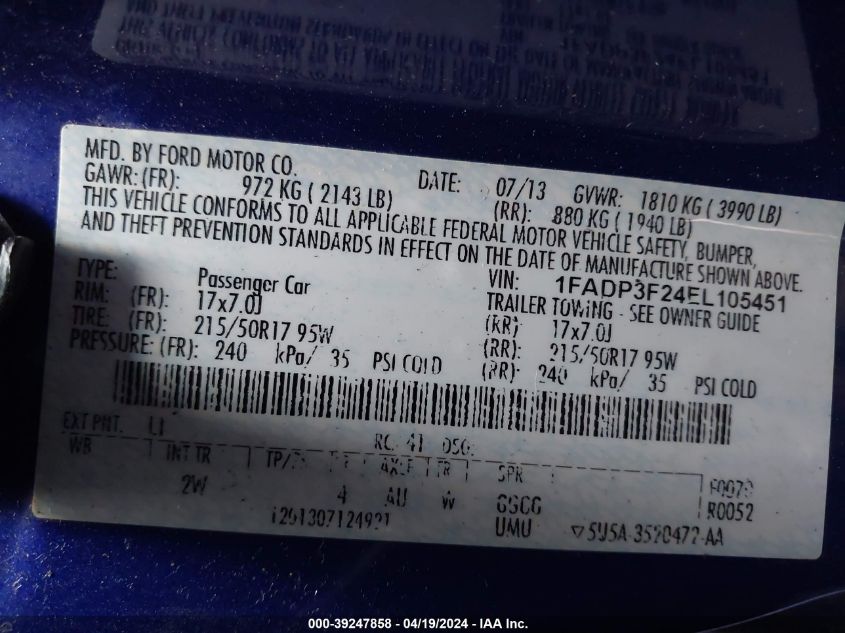 MFD. BY FORD MOTOR CO. DATE: 07/13 GVWR: 1810 KG ( 3990 LB)
GAWR: (FR): 972 KG ( 2143 LB) (RR): 880 KG ( 1940 LB)
THIS VEHICLE CONFORMS TO ALL APPLICABLE FEDERAL MOTOR VEHICLE SAFETY, BUMPER,
AND THEFT PREVENTION STANDARDS IN EFFECT ON THE DATE OF MANUFACTURE SHOWN ABOVE.
TYPE: Passenger Car VIN: 1FADP3F24EL105451
TRAILER TOWING - SEE OWNER GUIDE
RIM: (FR): 17x7.0J (RR): 17x7.0J
TIRE: (FR): 215/50R17 95W (RR): 215/50R17 95W
PRESSURE: (FR): 240 kPa/ 35 PSI COLD (RR): 240 kPa/ 35 PSI COLD
EXT PNT: RC: 41 DSO:
WB INT TR AXLE TR SPR
2W 4 AU W UMU R0052
5U5A-3520472-AA
000-39247858 - 04/19/2024 - IAA Inc.